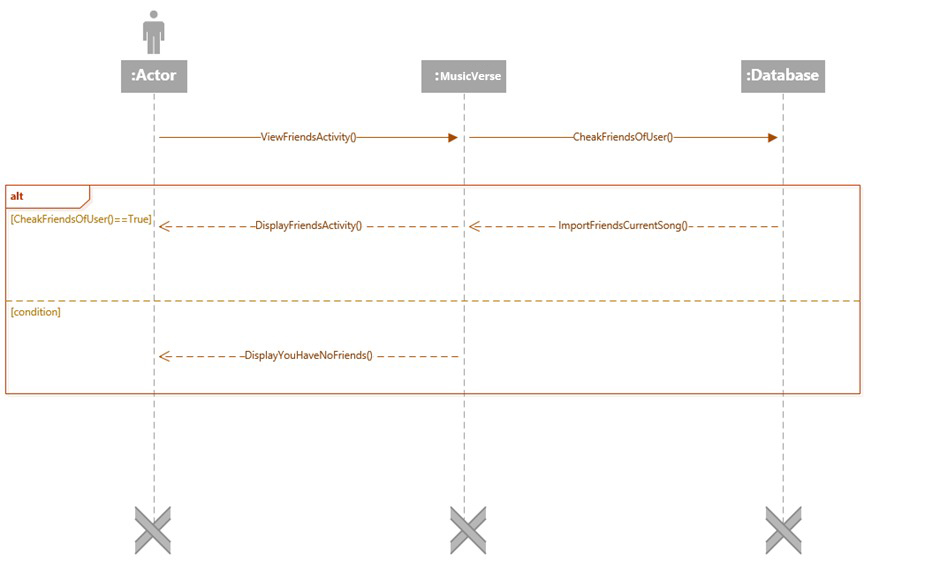 :Actor
:MusicVerse
:Database
ViewFriendsActivity()
CheakFriendsOfUser()
alt
[CheakFriendsOfUser()==True]
DisplayFriendsActivity()
ImportFriendsCurrentSong()
[condition]
DisplayYouHaveNoFriends()